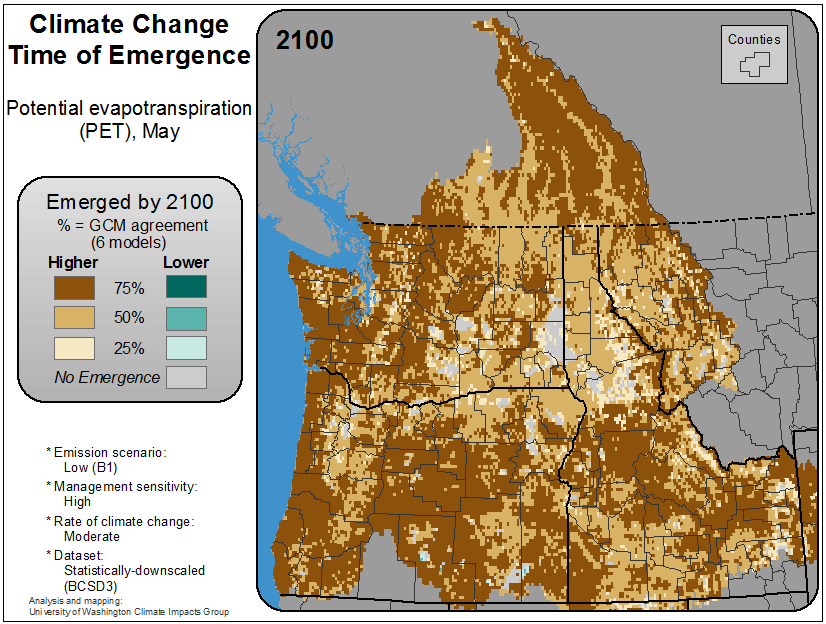 Climate Change
Time of Emergence
Potential evapotranspiration
(PET), May
Emerged by 2100
% = GCM agreement
(6 models)
Higher Lower
75%
50%
25%
No Emergence
* Emission scenario:
Low (B1)
* Management sensitivity:
High
* Rate of climate change:
Moderate
* Dataset:
Statistically-downscaled
(BCSD3)
Analysis and mapping:
University of Washington Climate Impacts Group
2100
Counties